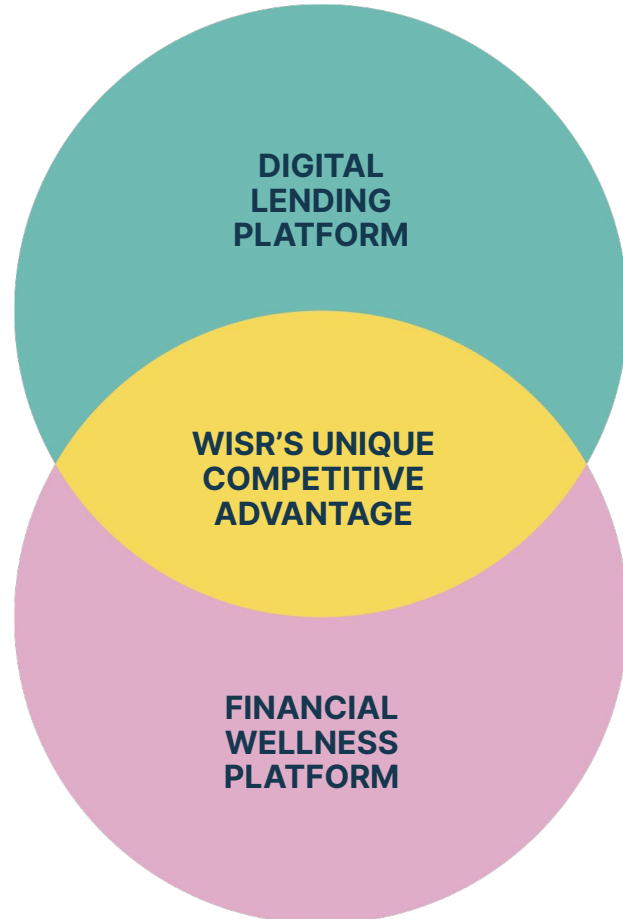 DIGITAL
LENDING
PLATFORM
WISR’S UNIQUE
COMPETITIVE
ADVANTAGE
FINANCIAL
WELLNESS
PLATFORM